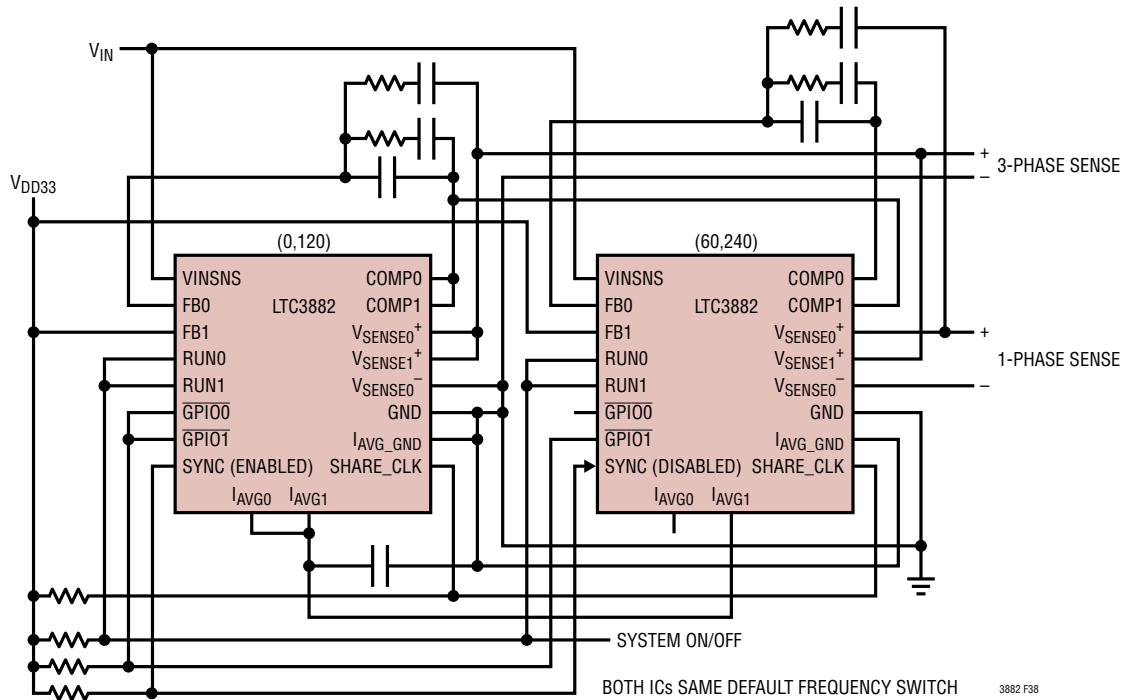 V_IN
3-PHASE SENSE
+
–
V_DD33
(0,120)
(60,240)
VINSNS
FB0
FB1
RUN0
RUN1
GPIO0
GPIO1
SYNC (ENABLED)
LTC3882
COMP0
COMP1
V_SENSE0+
V_SENSE1+
V_SENSE0–
GND
I_AVG_GND
SHARE_CLK
I_AVG0 I_AVG1
VINSNS
FB0
FB1
RUN0
RUN1
GPIO0
GPIO1
SYNC (DISABLED)
LTC3882
COMP0
COMP1
V_SENSE0+
V_SENSE1+
V_SENSE0–
GND
I_AVG_GND
SHARE_CLK
I_AVG0 I_AVG1
+
1-PHASE SENSE
–
SYSTEM ON/OFF
BOTH ICs SAME DEFAULT FREQUENCY SWITCH
3882 F38